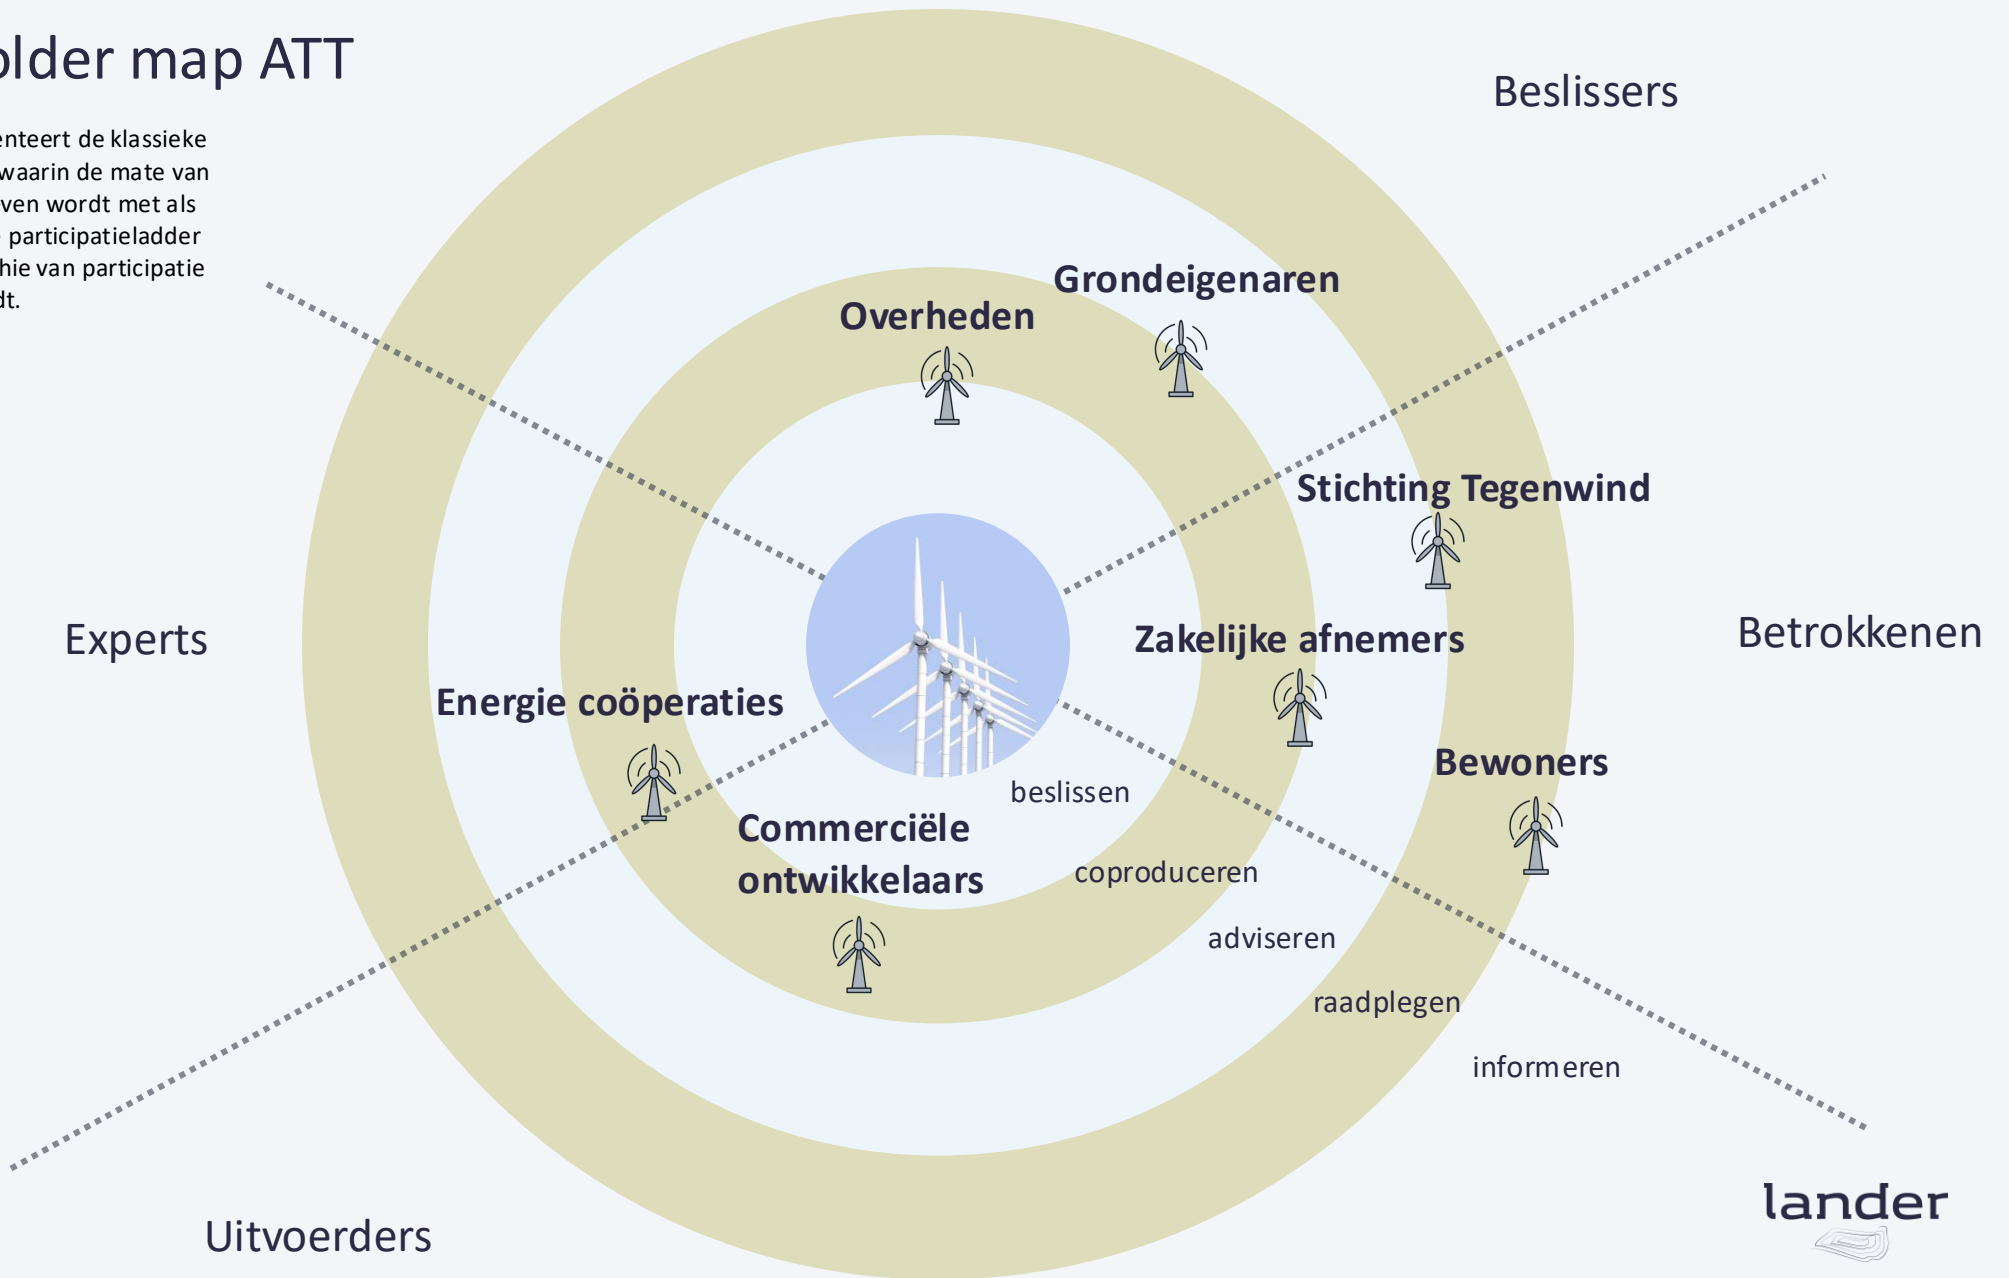 older map ATT
enteert de klassieke
waarin de mate van
ven wordt met als
participatieladder
hie van participatie
dt.
Beslissers
Grondeigenaren
Overheden
Stichting Tegenwind
Experts
Zakelijke afnemers
Betrokkenen
Energie coöperaties
Bewoners
beslissen
Commerciële
ontwikkelaars
coproduceren
adviseren
raadplegen
informeren
Uitvoerders
lander